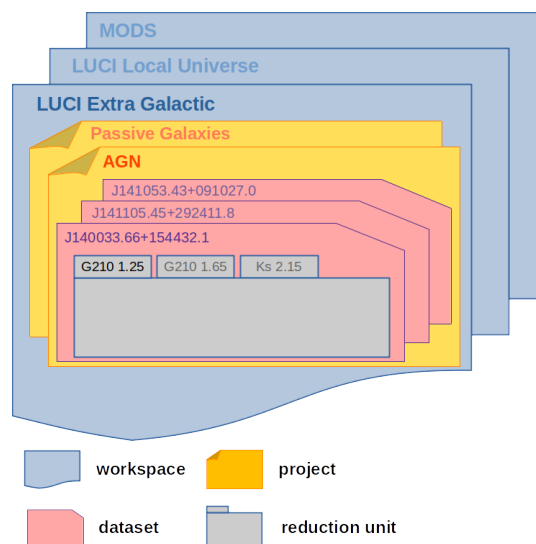 MODS
LUCI Local Universe
LUCI Extra Galactic
Passive Galaxies
AGN
J141053.43+091027.0
J141105.45+292411.8
J140033.66+154432.1
G210 1.25 G210 1.65 Ks 2.15
workspace project
dataset reduction unit